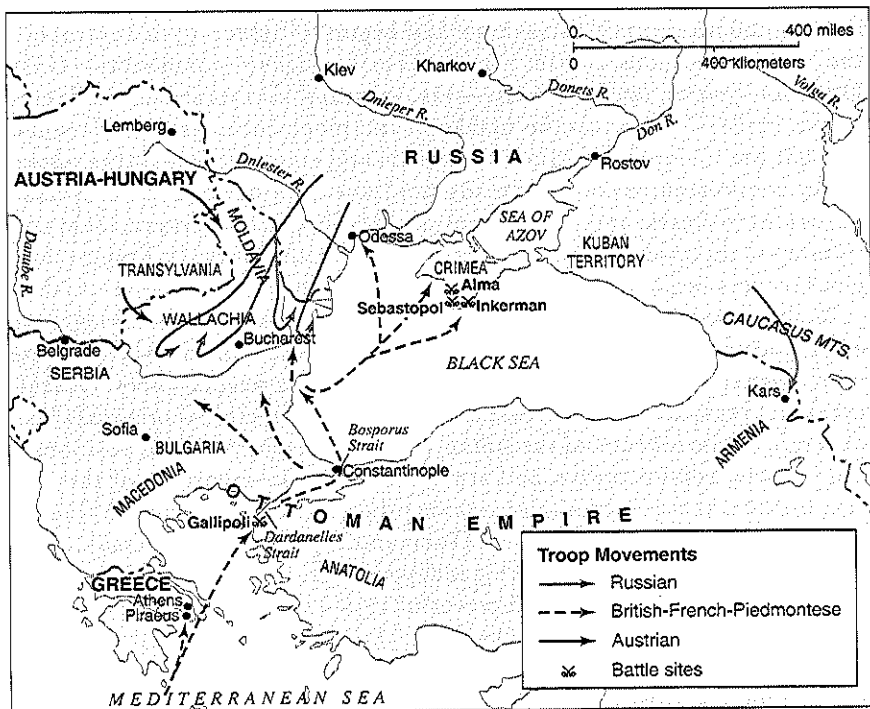 0 400 miles
0 400 kilometers
Kiev
Kharkov
Donets R.
Volga R.
Dnieper R.
Don R.
Lemberg
RUSSIA
Rostov
Dniester R.
AUSTRIA-HUNGARY
MOLDAVIA
Odessa
SEA OF
AZOV
KUBAN
TERRITORY
Danube R.
TRANSYLVANIA
CRIMEA
Alma
Sebastopol
Inkerman
WALLACHIA
Bucharest
CAUCASUS MTS.
Belgrade
SERBIA
BLACK SEA
Kars
Sofia
BULGARIA
Bosporus
Strait
ARMENIA
MACEDONIA
Constantinople
OTTOMAN EMPIRE
Gallipoli
Dardanelles
Strait
ANATOLIA
GREECE
Athens
Piraeus
MEDITERRANEAN SEA
Troop Movements
Russian
British-French-Piedmontese
Austrian
Battle sites